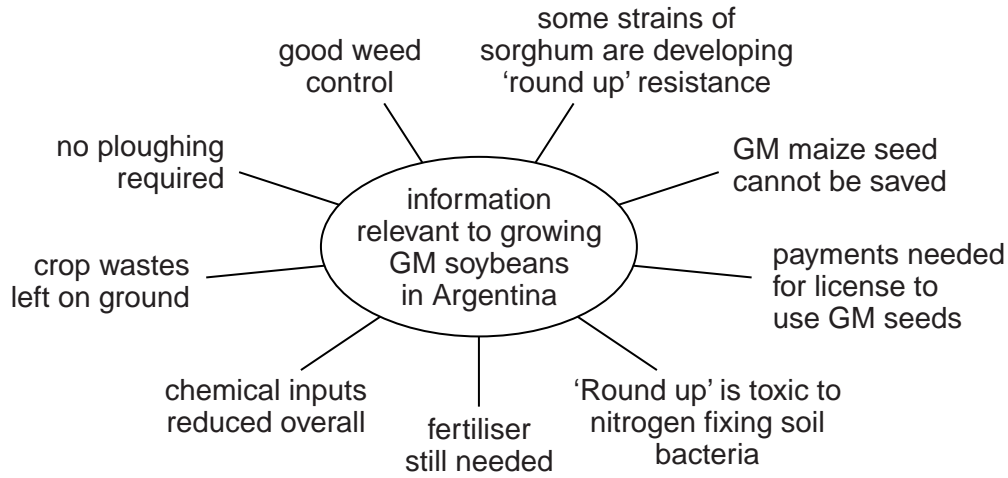 some strains of
sorghum are developing
‘round up’ resistance
good weed
control
no ploughing
required
GM maize seed
cannot be saved
information
relevant to growing
GM soybeans
in Argentina
crop wastes
left on ground
payments needed
for license to
use GM seeds
chemical inputs
reduced overall
fertiliser
still needed
‘Round up’ is toxic to
nitrogen fixing soil
bacteria